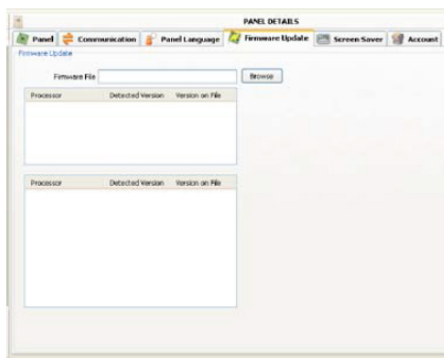 PANEL DETAILS
Panel Communication Panel Language Firmware Update Screen Saver Account
Firmware Update
Firmware File Browse
Processor Detected Version Version on File
Processor Detected Version Version on File